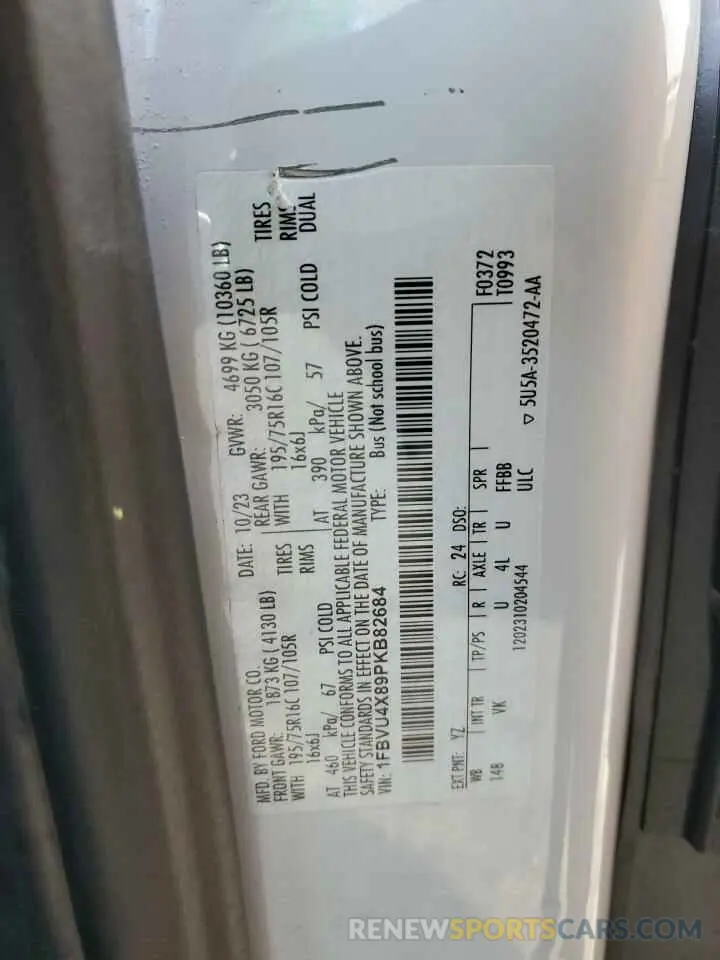 MFD. BY FORD MOTOR CO.
DATE: 10/23 GVWR: 4699 KG (10360 LB)
FRONT GAWR: 1873 KG ( 4130 LB) REAR GAWR: 3050 KG ( 6725 LB)
WITH 195/75R16C 107/105R TIRES WITH 195/75R16C 107/105R TIRES
16x6J RIMS 16x6J RIMS
AT 460 kPa/ 67 PSI COLD AT 390 kPa/ 57 PSI COLD DUAL
THIS VEHICLE CONFORMS TO ALL APPLICABLE FEDERAL MOTOR VEHICLE
SAFETY STANDARDS IN EFFECT ON THE DATE OF MANUFACTURE SHOWN ABOVE.
VIN: 1FBVU4X89PKB82684 TYPE: Bus (Not school bus)
EXT PNT: YZ RC: 24 DSO:
WB INT TR TP/PS R AXLE TR SPR F0372
148 VK U 4L U FFBB T0993
1202310204544 ULC ▽ 5U5A-3520472-AA
RENEWSPORTSCARS.COM